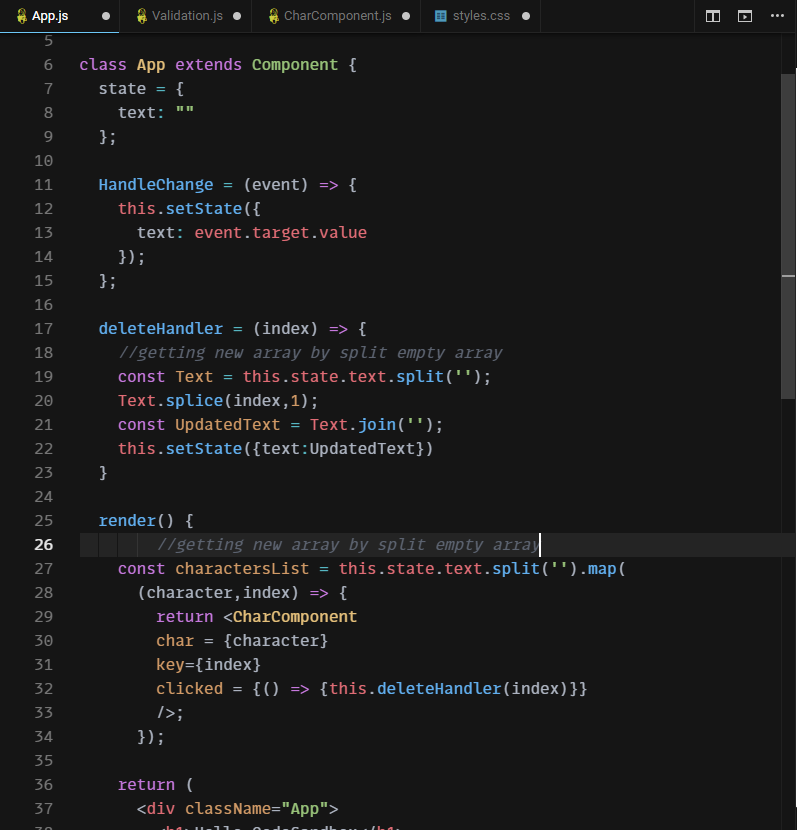 App.js Validation.js CharComponent.js styles.css
5
6 class App extends Component {
7 state = {
8 text: ""
9 };
10
11 HandleChange = (event) => {
12 this.setState({
13 text: event.target.value
14 });
15 };
16
17 deleteHandler = (index) => {
18 //getting new array by split empty array
19 const Text = this.state.text.split('');
20 Text.splice(index,1);
21 const UpdatedText = Text.join('');
22 this.setState({text:UpdatedText})
23 }
24
25 render() {
26 //getting new array by split empty array
27 const charactersList = this.state.text.split('').map(
28 (character,index) => {
29 return <CharComponent
30 char = {character}
31 key={index}
32 clicked = {() => {this.deleteHandler(index)}}
33 />;
34 });
35
36 return (
37 <div className="App">
38 <h1>Hello CodeSandbox</h1>